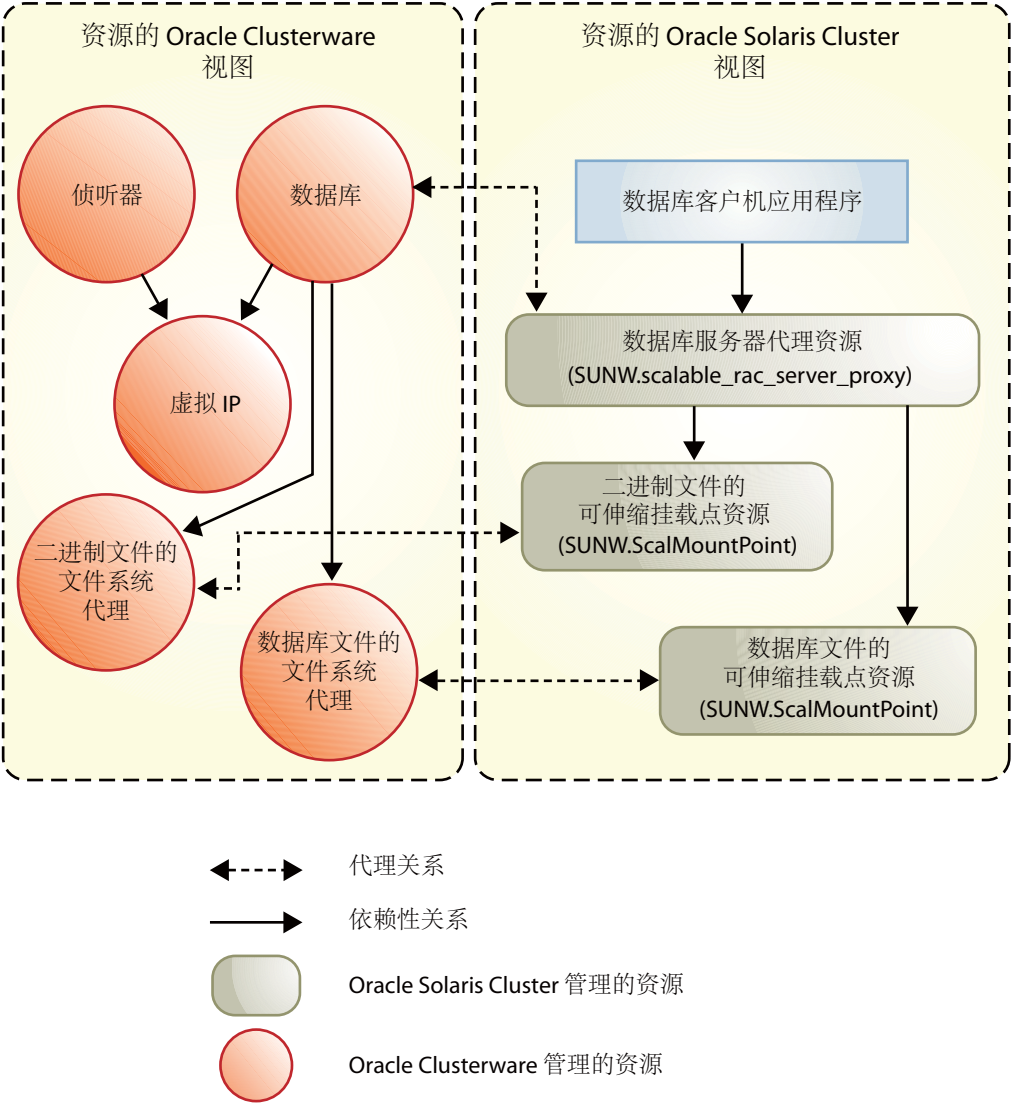 资源的 Oracle Clusterware
视图
侦听器
数据库
虚拟 IP
二进制文件的
文件系统
代理
数据库文件的
文件系统
代理
资源的 Oracle Solaris Cluster
视图
数据库客户机应用程序
数据库服务器代理资源
(SUNW.scalable_rac_server_proxy)
二进制文件的
可伸缩挂载点资源
(SUNW.ScalMountPoint)
数据库文件的
可伸缩挂载点资源
(SUNW.ScalMountPoint)
代理关系
依赖性关系
Oracle Solaris Cluster 管理的资源
Oracle Clusterware 管理的资源